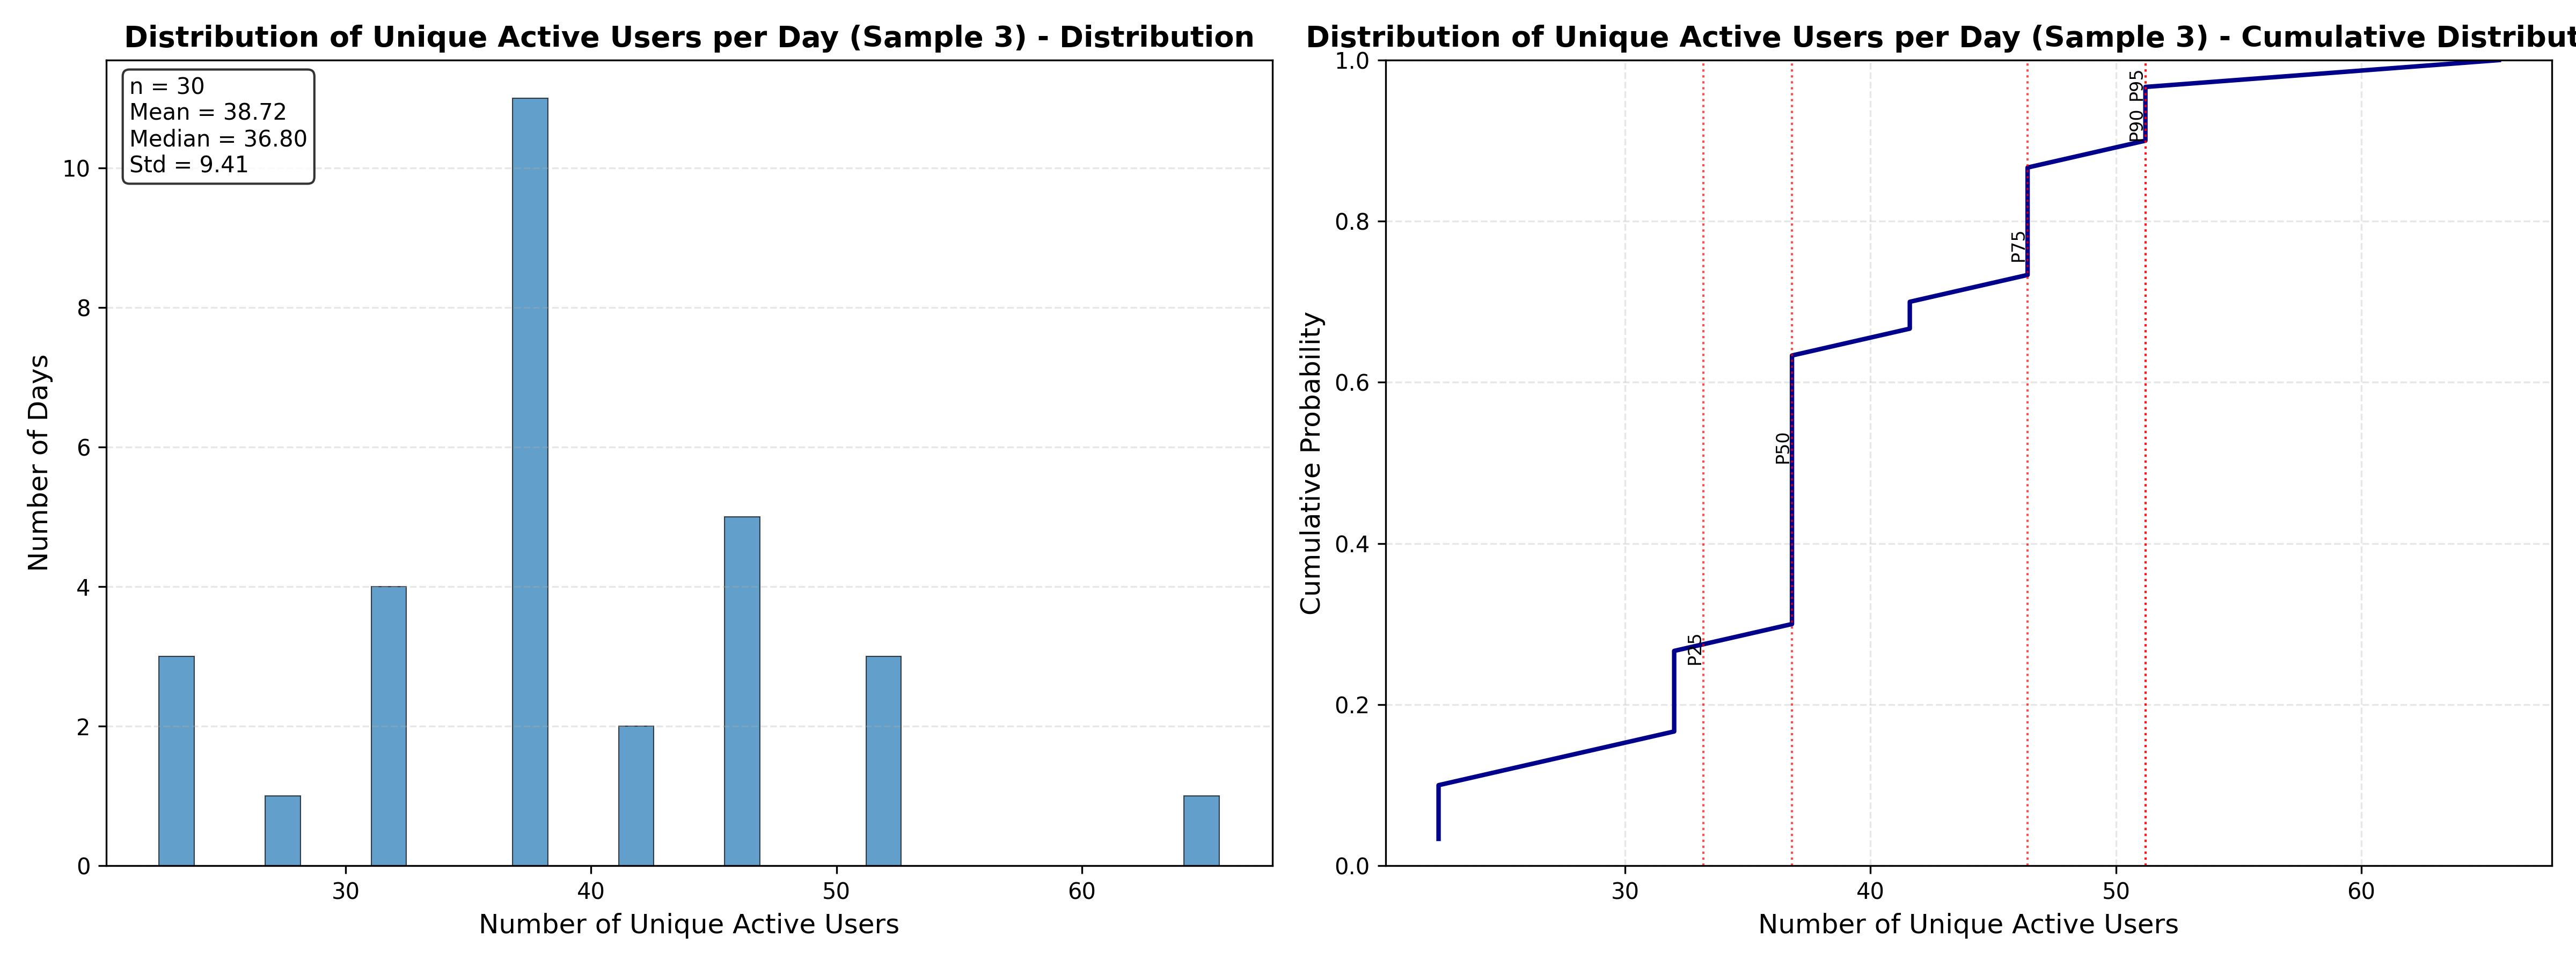 Distribution of Unique Active Users per Day (Sample 3) - Distribution
n = 30
Mean = 38.72
Median = 36.80
Std = 9.41
Number of Days
10
8
6
4
2
0
30 40 50 60
Number of Unique Active Users
Distribution of Unique Active Users per Day (Sample 3) - Cumulative Distribut
Cumulative Probability
1.0
0.8
0.6
0.4
0.2
0.0
P25
P50
P75
P90
P95
30 40 50 60
Number of Unique Active Users